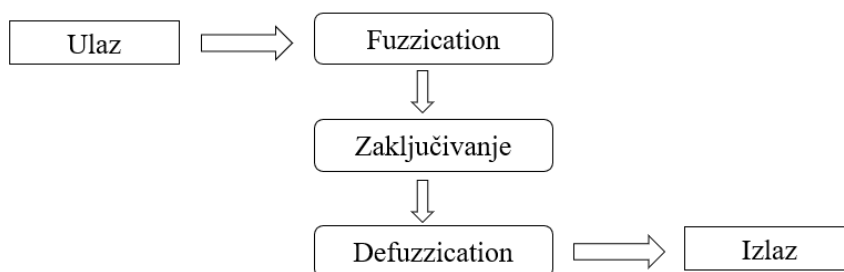 Ulaz
Fuzzication
Zaključivanje
Defuzzication
Izlaz